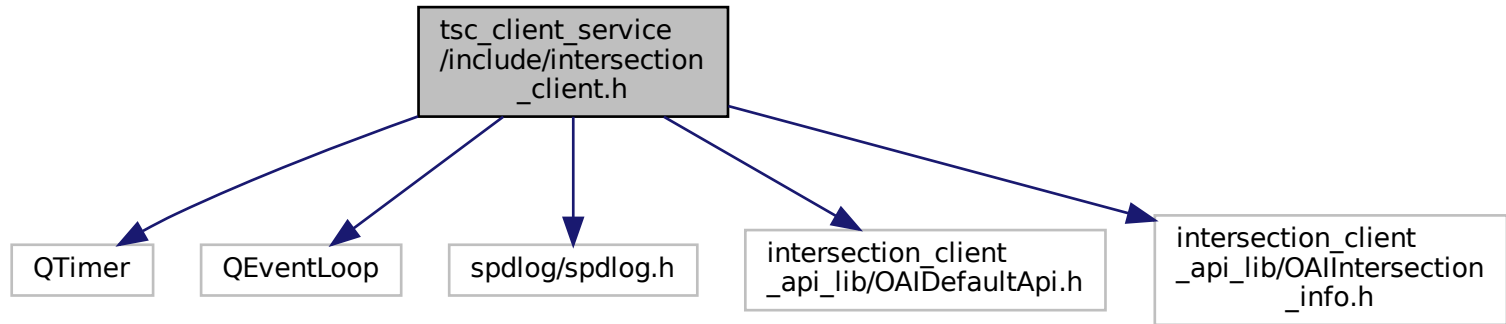 tsc_client_service
/include/intersection
_client.h
QTimer
QEventLoop
spdlog/spdlog.h
intersection_client
_api_lib/OAIDefaultApi.h
intersection_client
_api_lib/OAIIntersection
_info.h